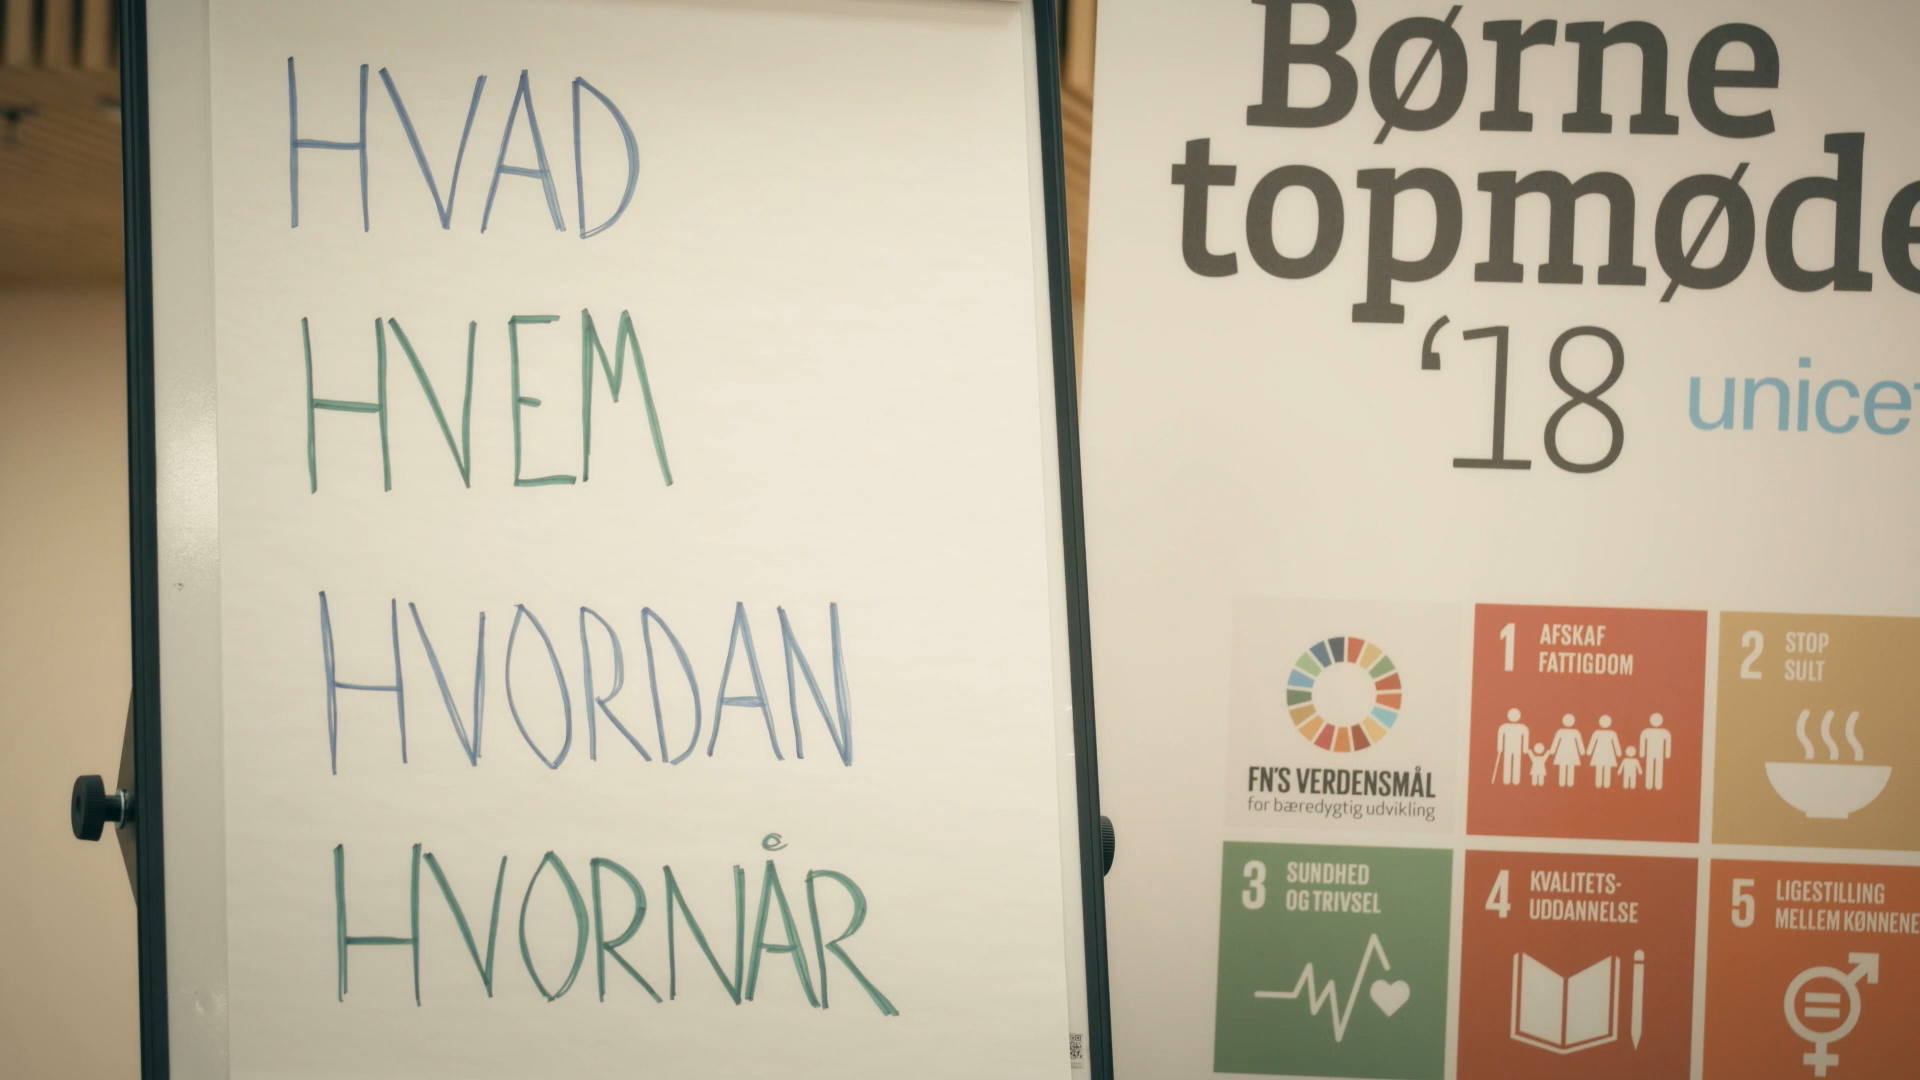 HVAD
HVEM
HVORDAN
HVORNÅR
Børne
topmøde
‘18
unicef
FN'S VERDENSMÅL
for bæredygtig udvikling
1 AFSKAF
FATTIGDOM
2 STOP
SULT
3 SUNDHED
OG TRIVSEL
4 KVALITETS-
UDDANNELSE
5 LIGESTILLING
MELLEM KØNNENE